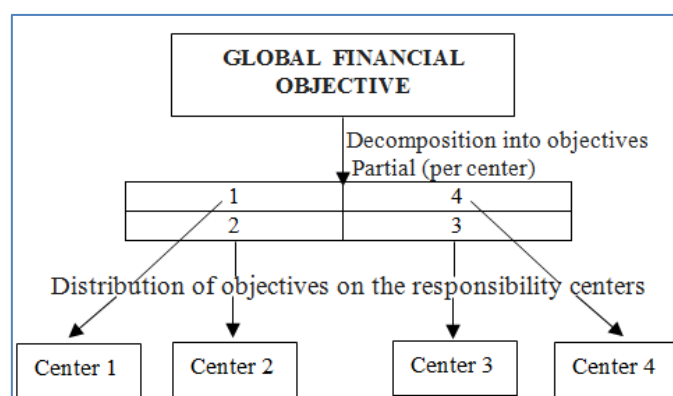 GLOBAL FINANCIAL
OBJECTIVE
Decomposition into objectives
Partial (per center)
1 4
2 3
Distribution of objectives on the responsibility centers
Center 1 Center 2 Center 3 Center 4